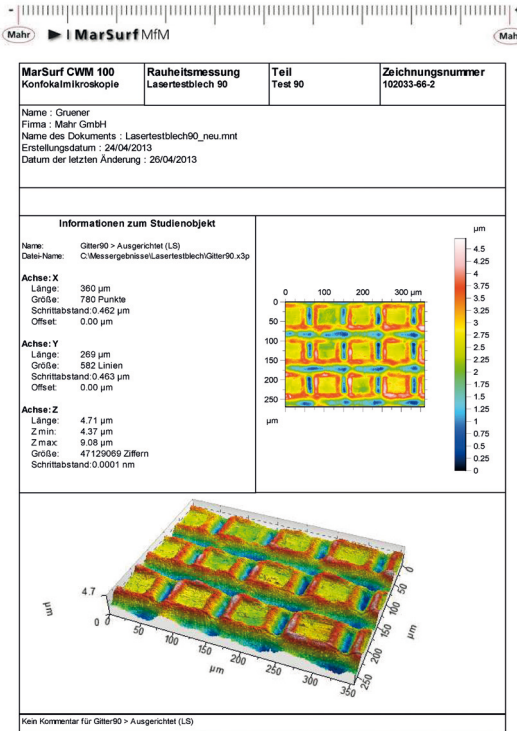 Mahr
MarSurf MfM
Mah
MarSurf CWM 100
Konfokalmikroskopie
Rauheitsmessung
Lasertestblech 90
Teil
Test 90
Zeichnungsnummer
102033-66-2
Name : Gruener
Firma : Mahr GmbH
Name des Dokuments : Lasertestblech90_neu.mnt
Erstellungsdatum : 24/04/2013
Datum der letzten Änderung : 26/04/2013
Informationen zum Studienobjekt
Name: Gitter90 > Ausgerichtet (LS)
Datei-Name: C:\Messergebnisse\Lasertestblech\Gitter90.x3p
Achse: X
Länge: 360 µm
Größe: 780 Punkte
Schrittabstand: 0.462 µm
Offset: 0.00 µm
Achse: Y
Länge: 269 µm
Größe: 582 Linien
Schrittabstand: 0.463 µm
Offset: 0.00 µm
Achse: Z
Länge: 4.71 µm
Z min: 4.37 µm
Z max: 9.08 µm
Größe: 47129069 Ziffern
Schrittabstand: 0.0001 nm
0 100 200 300 µm
0
50
100
150
200
250
µm
µm
4.5
4.25
4
3.75
3.5
3.25
3
2.75
2.5
2.25
2
1.75
1.5
1.25
1
0.75
0.5
0.25
0
4.7
µm
0
0 50 100 150 200 250 300 350
µm
0
50
100
150
200
250
µm
Kein Kommentar für Gitter90 > Ausgerichtet (LS)